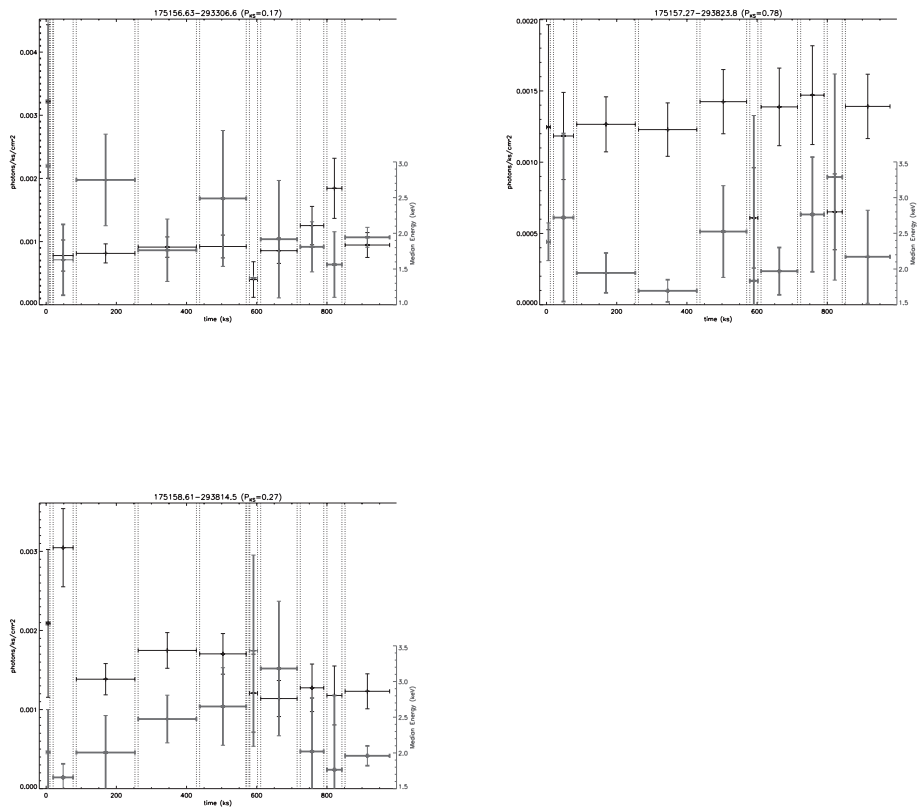 175156.63−293306.6 (P_KS=0.17)
0.004
0.003
0.002
0.001
0.000
photons/ks/cm2
3.0
2.5
2.0
1.5
1.0
Median Energy (keV)
0 200 400 600 800
time (ks)
175157.27−293823.8 (P_KS=0.78)
0.0020
0.0015
0.0010
0.0005
0.0000
photons/ks/cm2
3.5
3.0
2.5
2.0
1.5
Median Energy (keV)
0 200 400 600 800
time (ks)
175158.61−293814.5 (P_KS=0.27)
0.003
0.002
0.001
0.000
photons/ks/cm2
3.5
3.0
2.5
2.0
1.5
Median Energy (keV)
0 200 400 600 800
time (ks)